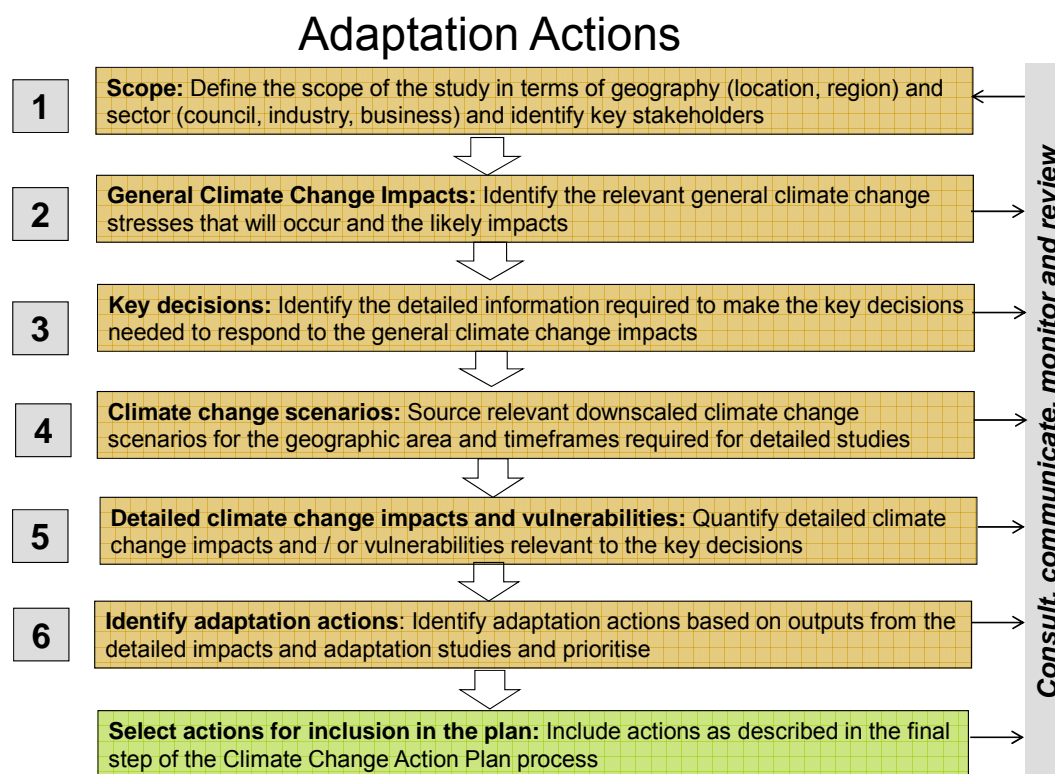 Adaptation Actions
1
Scope: Define the scope of the study in terms of geography (location, region) and
sector (council, industry, business) and identify key stakeholders
2
General Climate Change Impacts: Identify the relevant general climate change
stresses that will occur and the likely impacts
3
Key decisions: Identify the detailed information required to make the key decisions
needed to respond to the general climate change impacts
4
Climate change scenarios: Source relevant downscaled climate change
scenarios for the geographic area and timeframes required for detailed studies
5
Detailed climate change impacts and vulnerabilities: Quantify detailed climate
change impacts and / or vulnerabilities relevant to the key decisions
6
Identify adaptation actions: Identify adaptation actions based on outputs from the
detailed impacts and adaptation studies and prioritise
Select actions for inclusion in the plan: Include actions as described in the final
step of the Climate Change Action Plan process
Consult, communicate, monitor and review